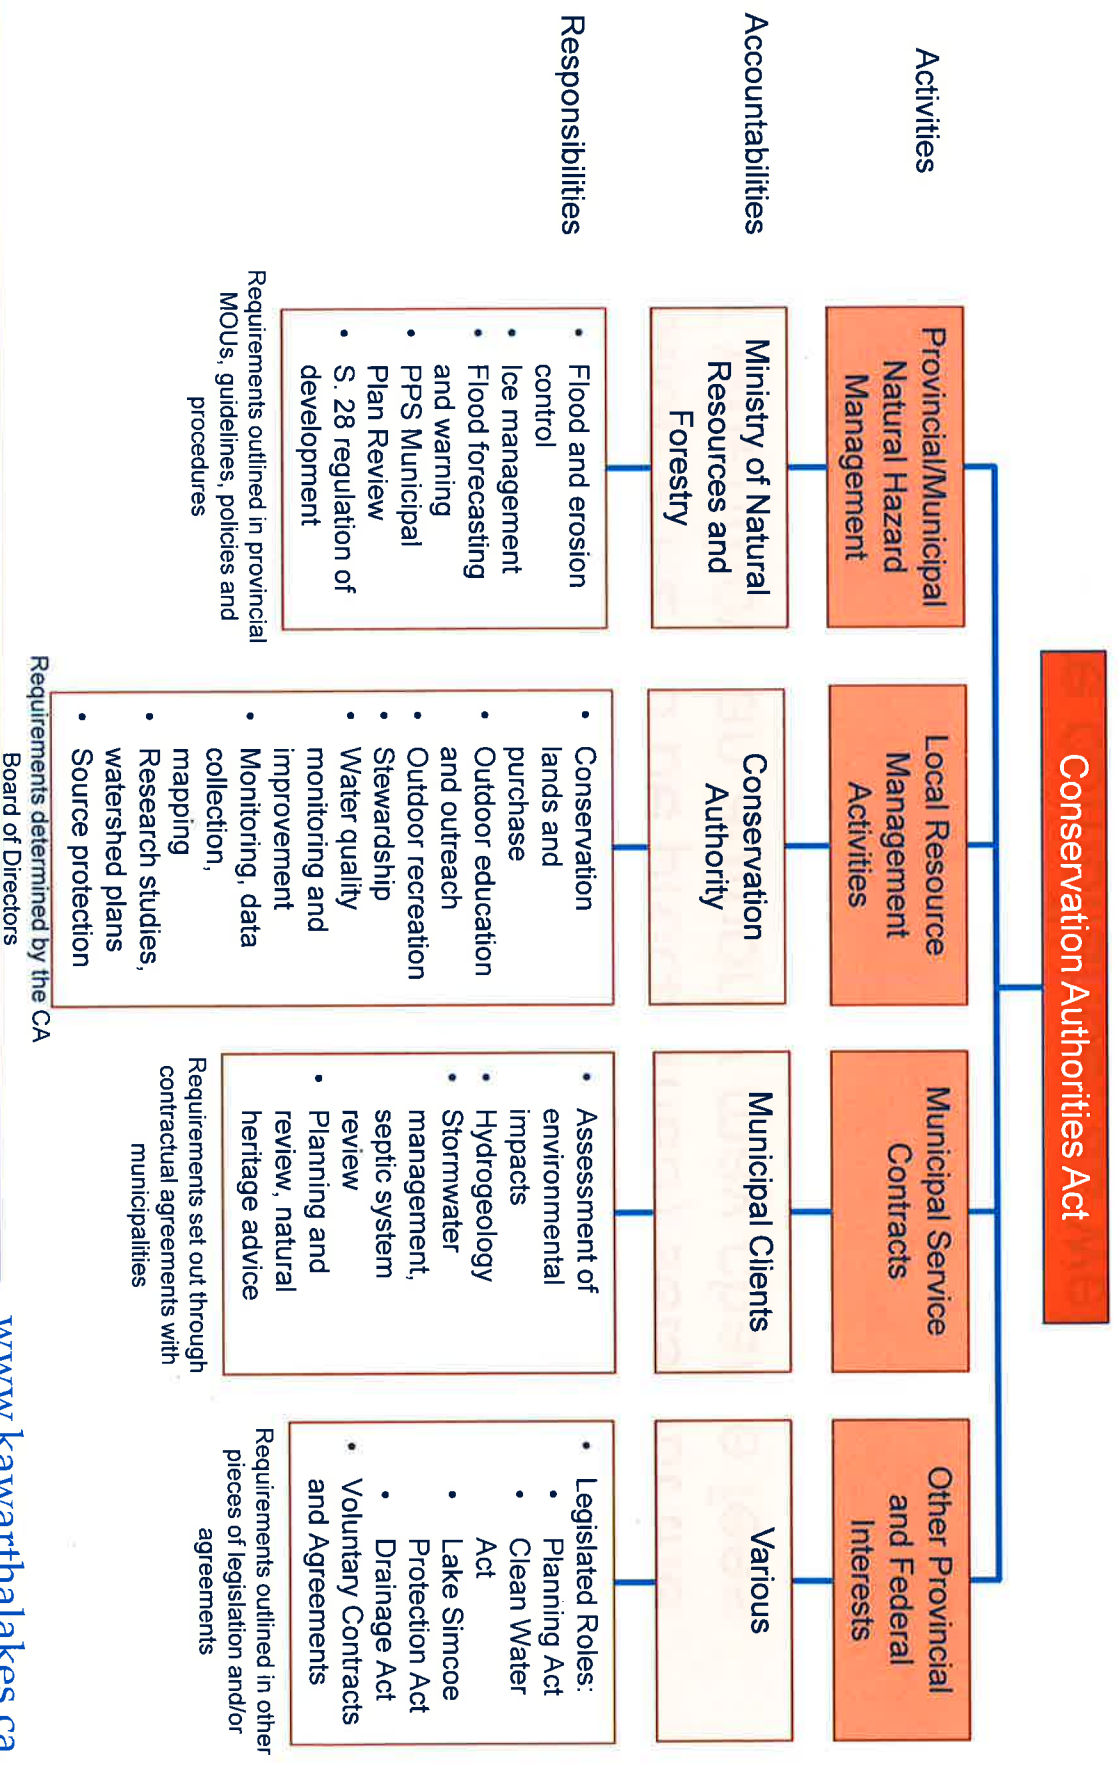 Conservation Authorities Act
Activities
Provincial/Municipal
Natural Hazard
Management
Local Resource
Management
Activities
Municipal Service
Contracts
Other Provincial
and Federal
Interests
Accountabilities
Ministry of Natural
Resources and
Forestry
Conservation
Authority
Municipal Clients
Various
Responsibilities
• Flood and erosion
control
• Ice management
• Flood forecasting
and warning
• PPS Municipal
Plan Review
• S. 28 regulation of
development
Requirements outlined in provincial
MOUs, guidelines, policies and
procedures
• Conservation
lands and
purchase
• Outdoor education
and outreach
• Outdoor recreation
• Stewardship
• Water quality
monitoring and
improvement
• Monitoring, data
collection,
mapping
• Research studies,
watershed plans
• Source protection
Requirements determined by the CA
Board of Directors
• Assessment of
environmental
impacts
• Hydrogeology
• Stormwater
management,
septic system
review
• Planning and
review, natural
heritage advice
Requirements set out through
contractual agreements with
municipalities
• Legislated Roles:
• Planning Act
• Clean Water
Act
• Lake Simcoe
Protection Act
• Drainage Act
• Voluntary Contracts
and Agreements
Requirements outlined in other
pieces of legislation and/or
agreements
www.kawarthalakes.ca